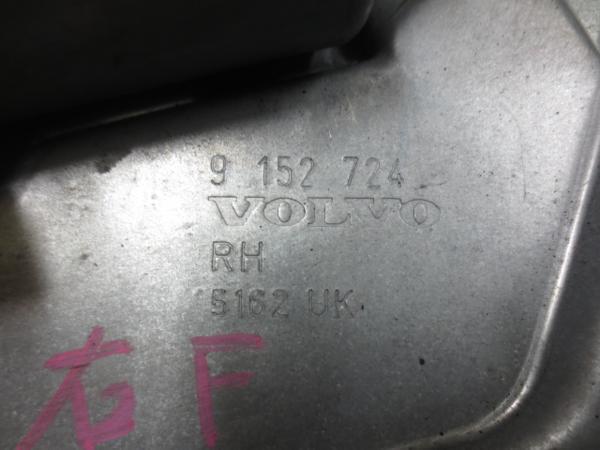 9 152 724
VOLVO
RH
5162 UK
右F